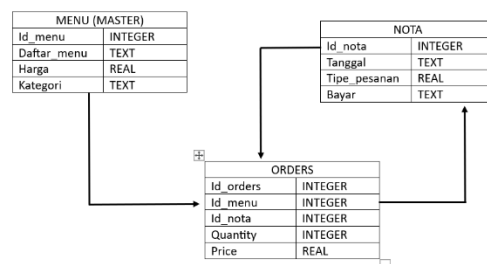 MENU (MASTER)
Id_menu INTEGER
Daftar_menu TEXT
Harga REAL
Kategori TEXT
NOTA
Id_nota INTEGER
Tanggal TEXT
Tipe_pesanan REAL
Bayar TEXT
ORDERS
Id_orders INTEGER
Id_menu INTEGER
Id_nota INTEGER
Quantity INTEGER
Price REAL